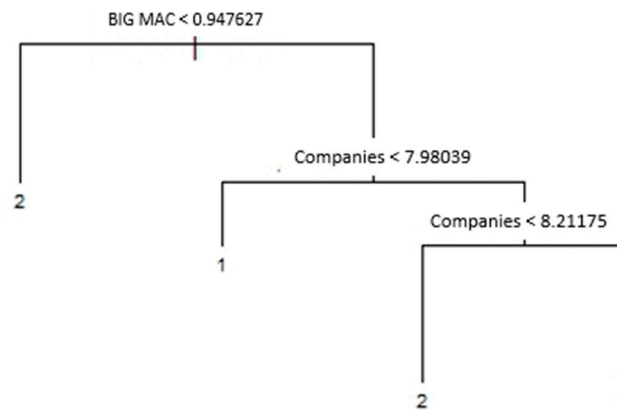 BIG MAC < 0.947627
Companies < 7.98039
2
Companies < 8.21175
1
2